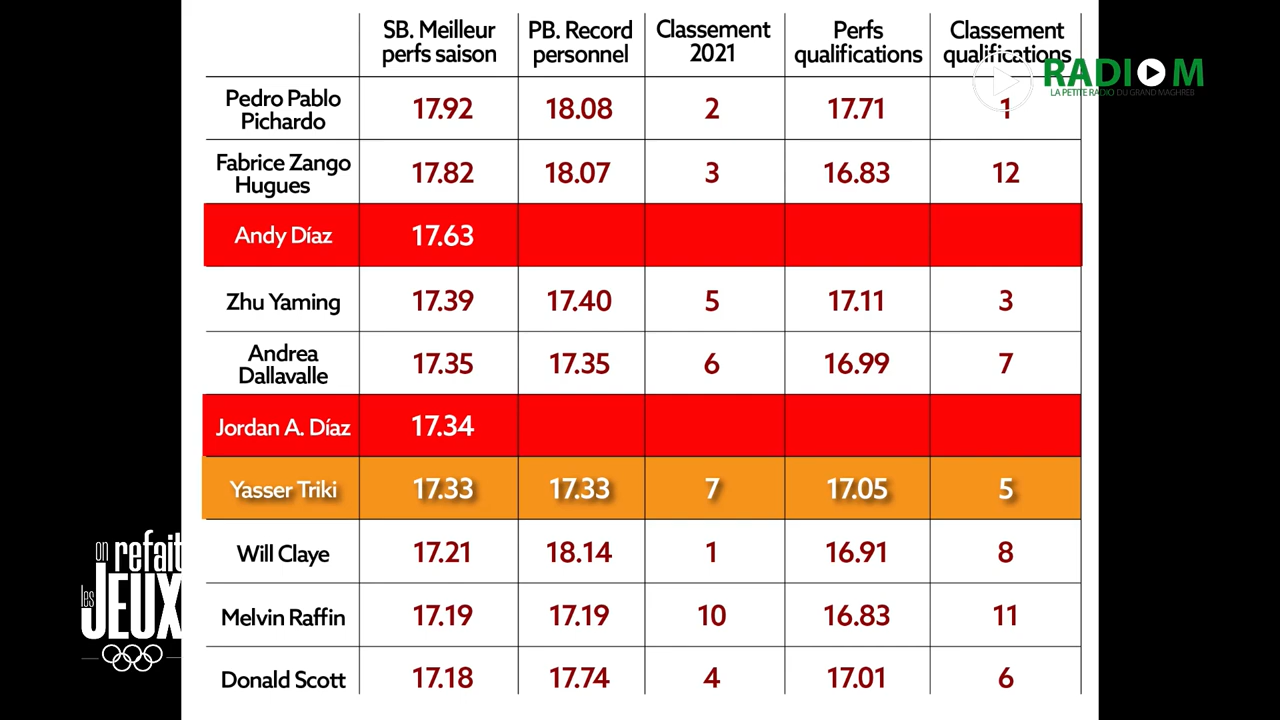 SB. Meilleur perfs saison PB. Record personnel Classement 2021 Perfs qualifications Classement qualifications
RADIOM
LA PETITE RADIO DU GRAND MAGHREB
Pedro Pablo Pichardo 17.92 18.08 2 17.71 1
Fabrice Zango Hugues 17.82 18.07 3 16.83 12
Andy Díaz 17.63
Zhu Yaming 17.39 17.40 5 17.11 3
Andrea Dallavalle 17.35 17.35 6 16.99 7
Jordan A. Díaz 17.34
Yasser Triki 17.33 17.33 7 17.05 5
Will Claye 17.21 18.14 1 16.91 8
Melvin Raffin 17.19 17.19 10 16.83 11
Donald Scott 17.18 17.74 4 17.01 6
on refait
les JEUX